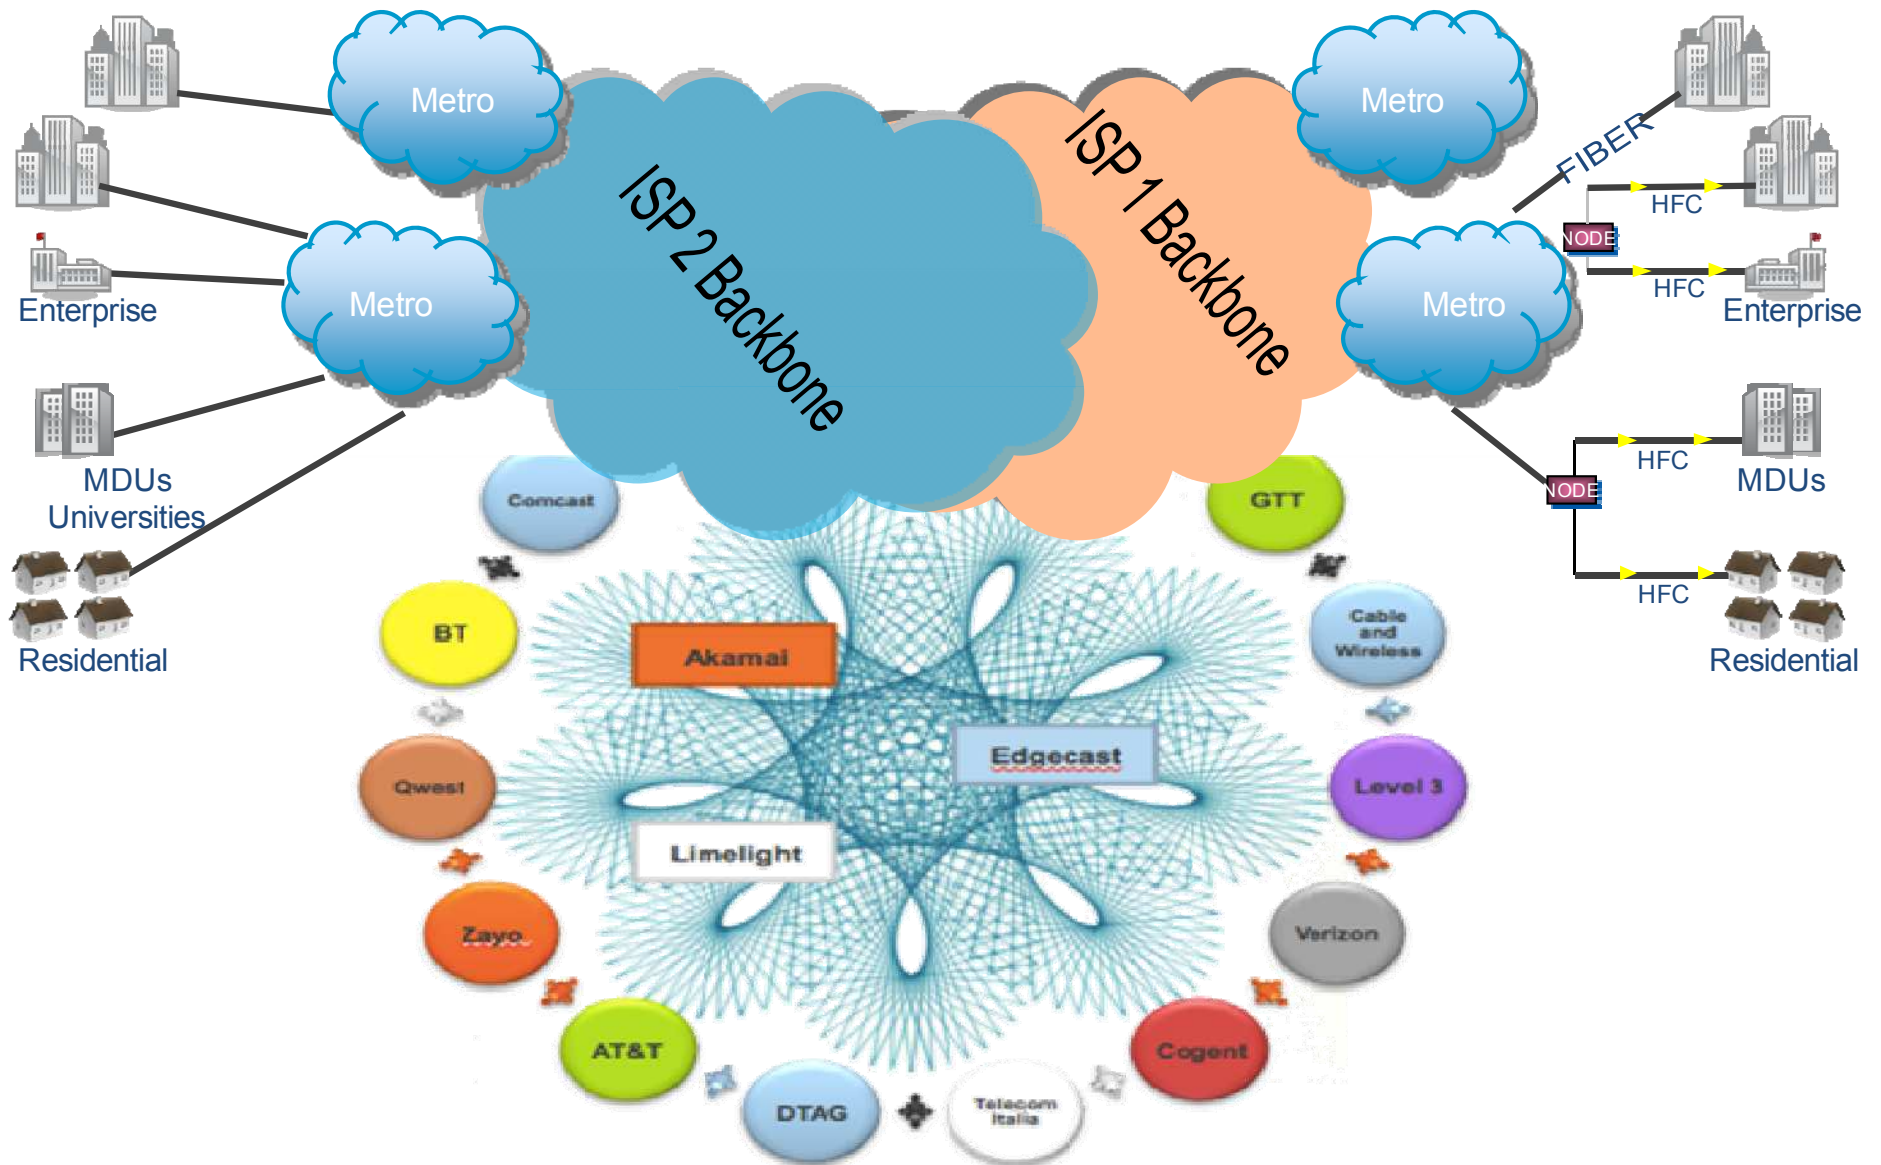 Metro
Metro
ISP 2 Backbone
ISP 1 Backbone
Metro
Metro
FIBER
HFC
NODE
HFC
Enterprise
Enterprise
MDUs
Universities
HFC
MDUs
NODE
HFC
Residential
Residential
Comcast
GTT
BT
Cable
and
Wireless
Akamai
Edgecast
Qwest
Level 3
Limelight
Zayo
Verizon
AT&T
Cogent
DTAG
Telecom
Italia